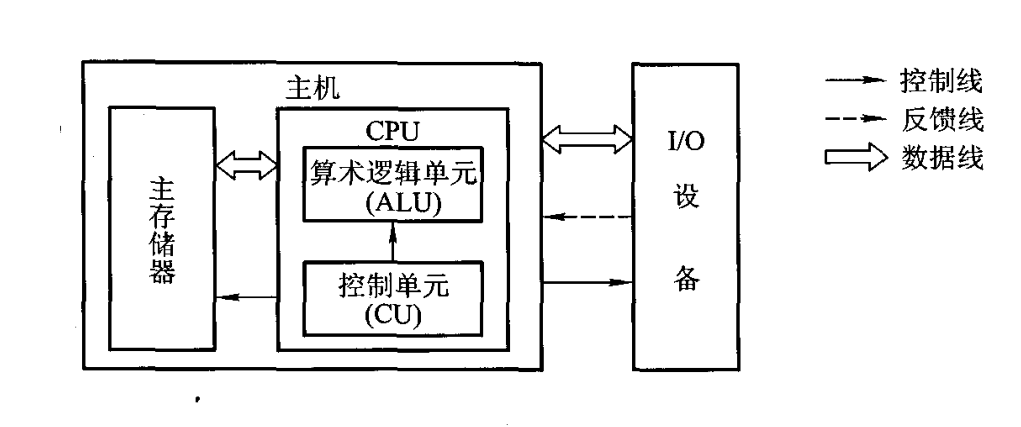 主机
CPU
算术逻辑单元
(ALU)
控制单元
(CU)
主存储器
I/O
设
备
控制线
反馈线
数据线